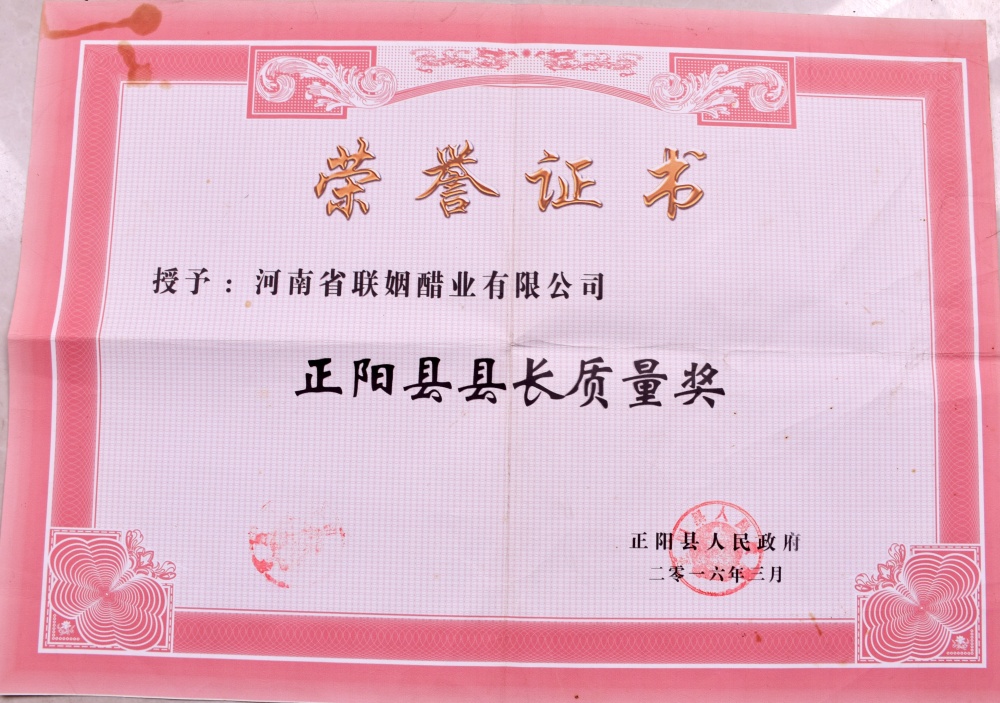 荣誉证书
授予：河南省联姻醋业有限公司
正阳县县长质量奖
正阳县人民政府
二零一六年三月